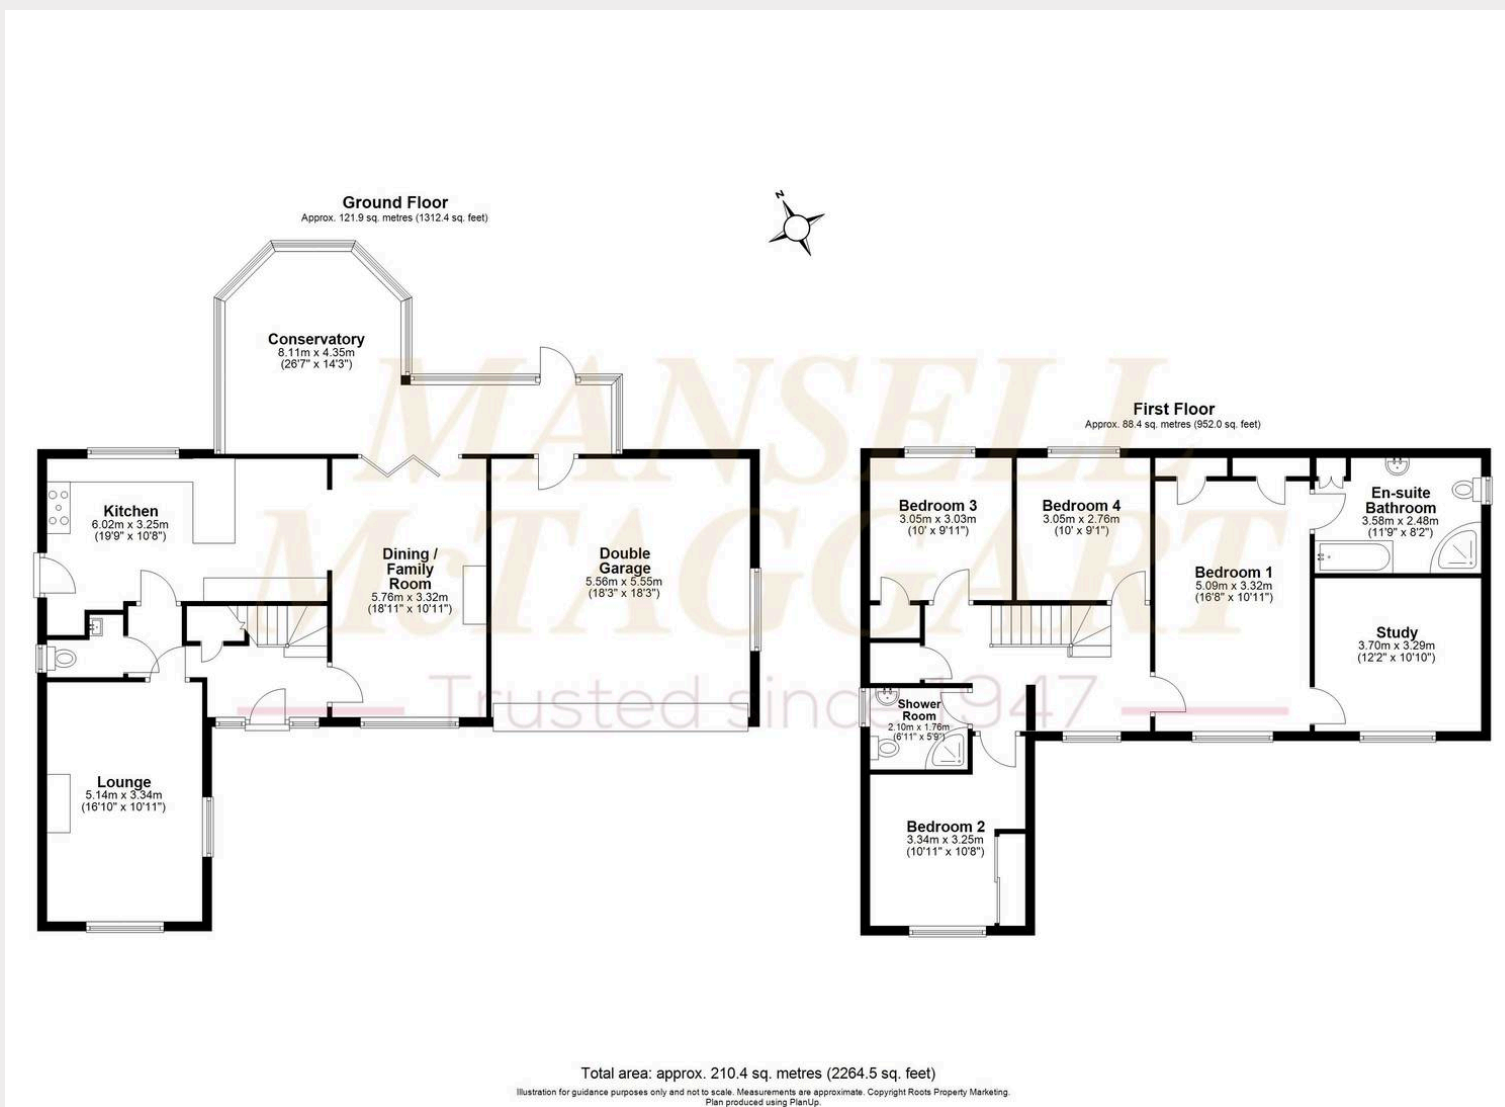 Ground Floor
Approx. 121.9 sq. metres (1312.4 sq. feet)
N
Conservatory
8.11m x 4.35m
(26'7" x 14'3")
Kitchen
6.02m x 3.25m
(19'9" x 10'8")
Dining /
Family
Room
5.76m x 3.32m
(18'11" x 10'11")
Double
Garage
5.56m x 5.55m
(18'3" x 18'3")
Lounge
5.14m x 3.34m
(16'10" x 10'11")
First Floor
Approx. 88.4 sq. metres (952.0 sq. feet)
Bedroom 3
3.05m x 3.03m
(10' x 9'11")
Bedroom 4
3.05m x 2.76m
(10' x 9'1")
En-suite
Bathroom
3.58m x 2.48m
(11'9" x 8'2")
Bedroom 1
5.09m x 3.32m
(16'8" x 10'11")
Study
3.70m x 3.29m
(12'2" x 10'10")
Shower
Room
2.10m x 1.76m
(6'11" x 5'9")
Bedroom 2
3.34m x 3.25m
(10'11" x 10'8")
MANSELL
McTAGGART
Trusted since 1947
Total area: approx. 210.4 sq. metres (2264.5 sq. feet)
Illustration for guidance purposes only and not to scale. Measurements are approximate. Copyright Roots Property Marketing.
Plan produced using PlanUp.